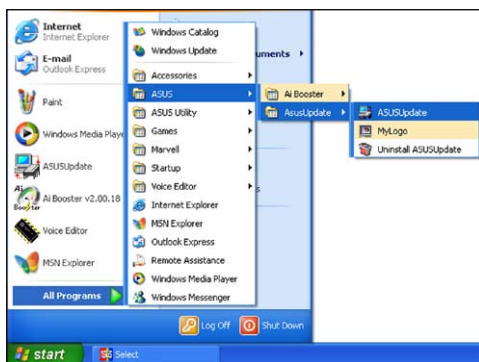 Internet
Internet Explorer
E-mail
Outlook Express
Paint
Windows Media Playe
ASUSUpdate
Ai Booster v2.00.18
Voice Editor
MSN Explorer
All Programs
Windows Catalog
Windows Update
Accessories
ASUS
ASUS Utility
Games
Marvell
Startup
Voice Editor
Internet Explorer
MSN Explorer
Outlook Express
Remote Assistance
Windows Media Player
Windows Messenger
uments
s
Ai Booster
AsusUpdate
ASUSUpdate
MyLogo
Uninstall ASUSUpdate
Log Off
Shut Down
start
Select